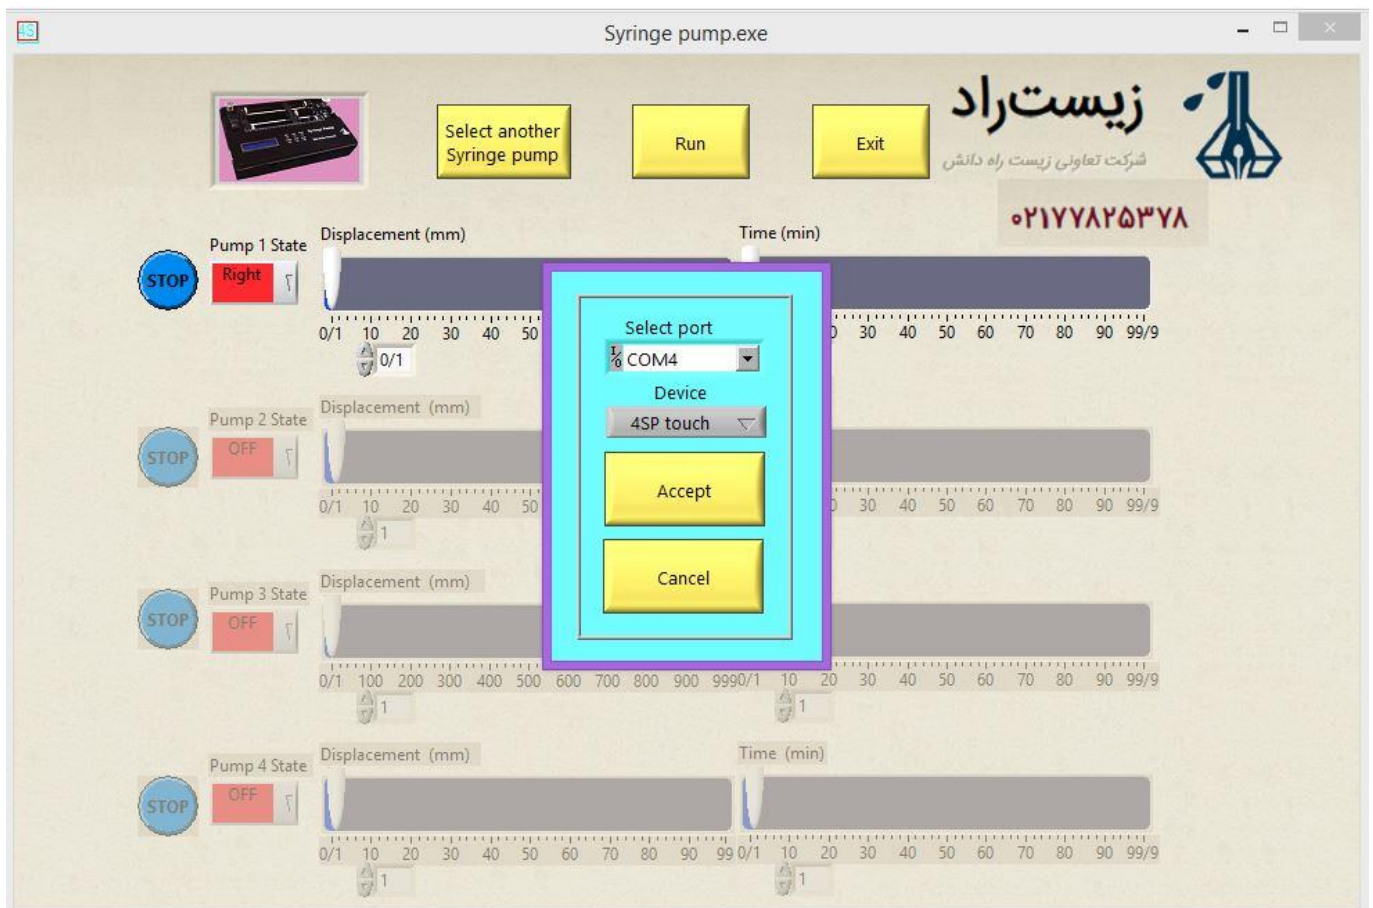 4S
Syringe pump.exe
Select another
Syringe pump
Run
Exit
زیست‌راد
شرکت تعاونی زیست راه دانش
۰۲۱۷۷۸۲۵۳۷۸
Pump 1 State
Displacement (mm)
Time (min)
STOP
Right
0/1 10 20 30 40 50
30 40 50 60 70 80 90 99/9
0/1
Select port
COM4
Device
4SP touch
Accept
Cancel
Pump 2 State
Displacement (mm)
STOP
OFF
0/1 10 20 30 40 50
30 40 50 60 70 80 90 99/9
1
Pump 3 State
Displacement (mm)
STOP
OFF
0/1 100 200 300 400 500 600 700 800 900 999
0/1 10 20 30 40 50 60 70 80 90 99/9
1
1
Pump 4 State
Displacement (mm)
Time (min)
STOP
OFF
0/1 10 20 30 40 50 60 70 80 90 99
0/1 10 20 30 40 50 60 70 80 90 99/9
1
1